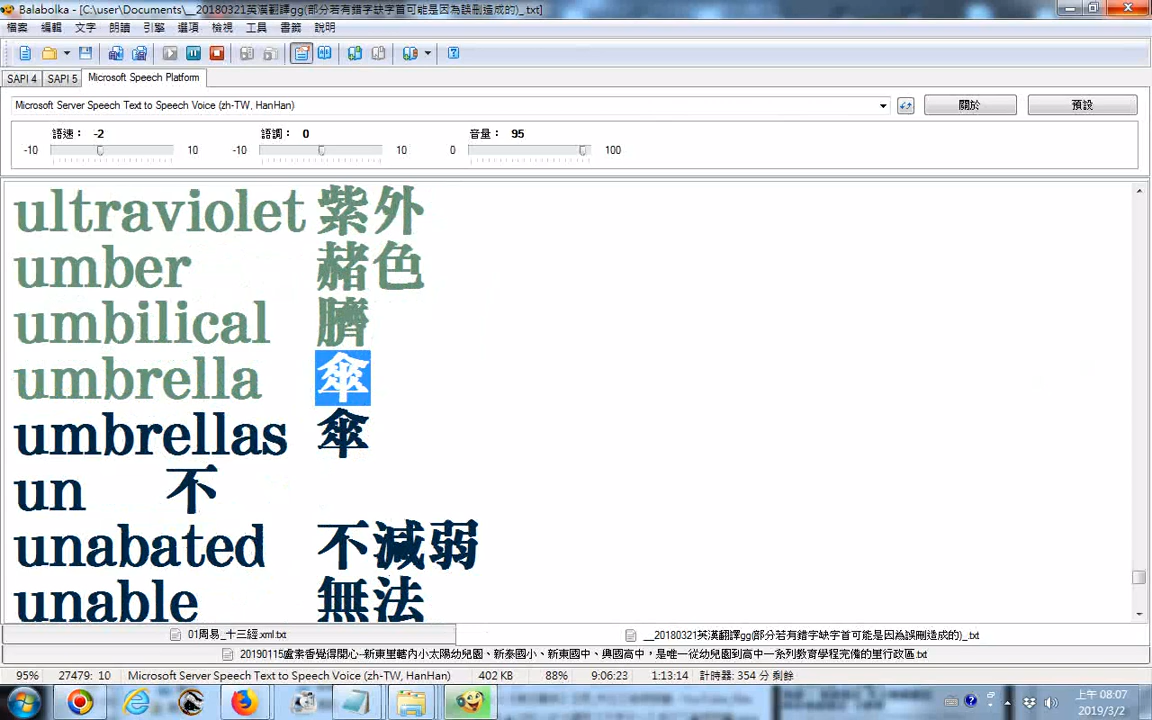 Balabolka - [C:\user\Documents\__20180321英漢翻譯gg(部分若有錯字缺字首可能是因為誤刪造成的)_.txt]
檔案 編輯 文字 朗讀 引擎 選項 檢視 工具 書籤 說明
SAPI 4 SAPI 5 Microsoft Speech Platform
Microsoft Server Speech Text to Speech Voice (zh-TW, HanHan) 關於 預設
語速： -2 語調： 0 音量： 95
-10 10 -10 10 0 100
ultraviolet 紫外
umber 赭色
umbilical 臍
umbrella 傘
umbrellas 傘
un 不
unabated 不減弱
unable 無法
01周易_十三經.xml.txt __20180321英漢翻譯gg(部分若有錯字缺字首可能是因為誤刪造成的)_.txt
20190115盧素香覺得開心--新東里轄內小太陽幼兒園、新泰國小、新東國中、興國高中，是唯一從幼兒園到高中一系列教育學程完備的里行政區.txt
95% 27479: 10 Microsoft Server Speech Text to Speech Voice (zh-TW, HanHan) 402 KB 88% 9:06:23 1:13:14 計時器: 354 分 剩餘
上午 08:07
2019/3/2